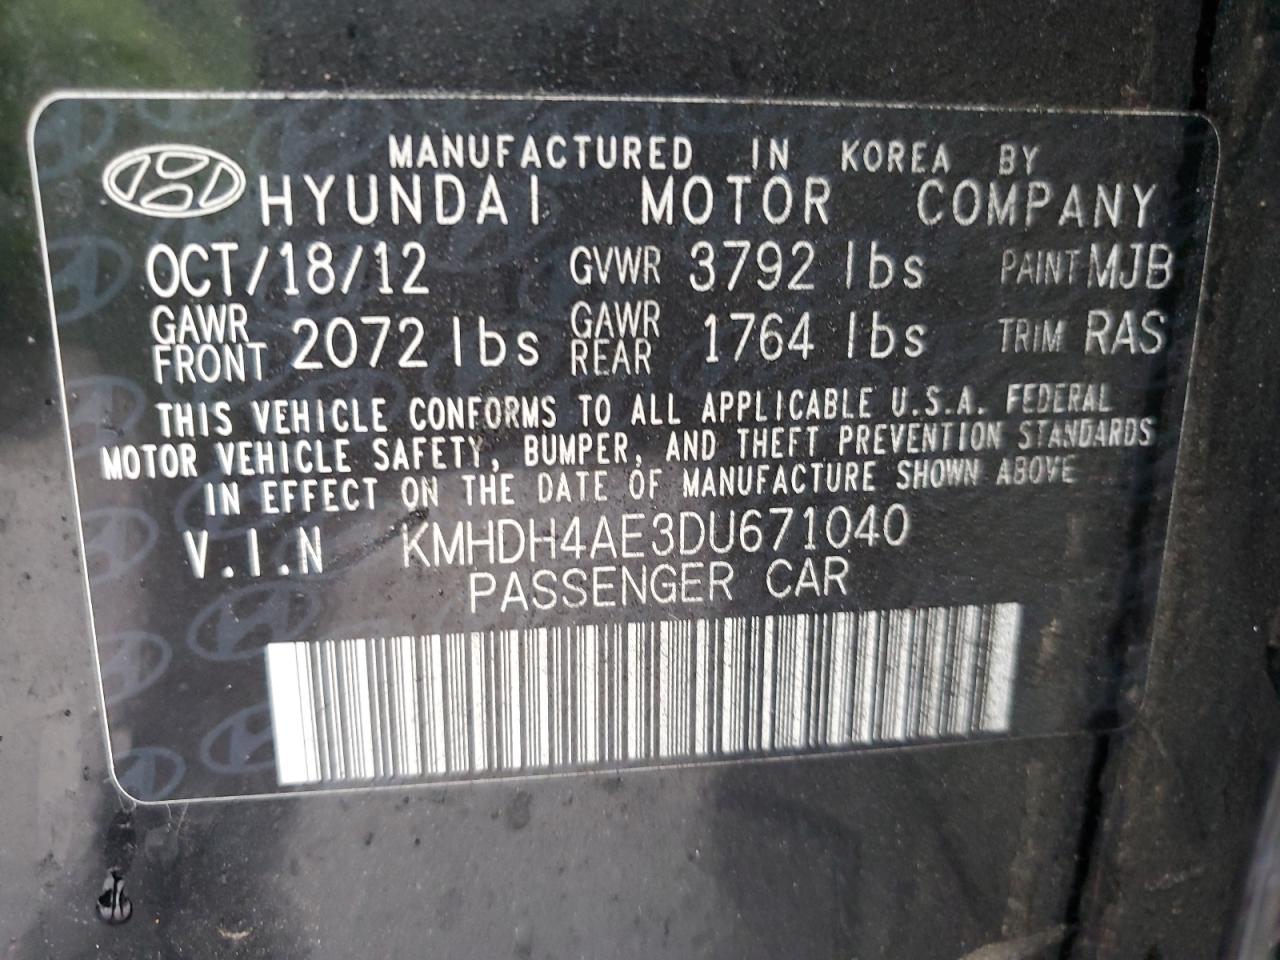 MANUFACTURED IN KOREA BY
HYUNDAI MOTOR COMPANY
OCT/18/12 GVWR 3792 lbs PAINT MJB
GAWR FRONT 2072 lbs GAWR REAR 1764 lbs TRIM RAS
THIS VEHICLE CONFORMS TO ALL APPLICABLE U.S.A. FEDERAL
MOTOR VEHICLE SAFETY, BUMPER, AND THEFT PREVENTION STANDARDS
IN EFFECT ON THE DATE OF MANUFACTURE SHOWN ABOVE
V.I.N KMHDH4AE3DU671040
PASSENGER CAR